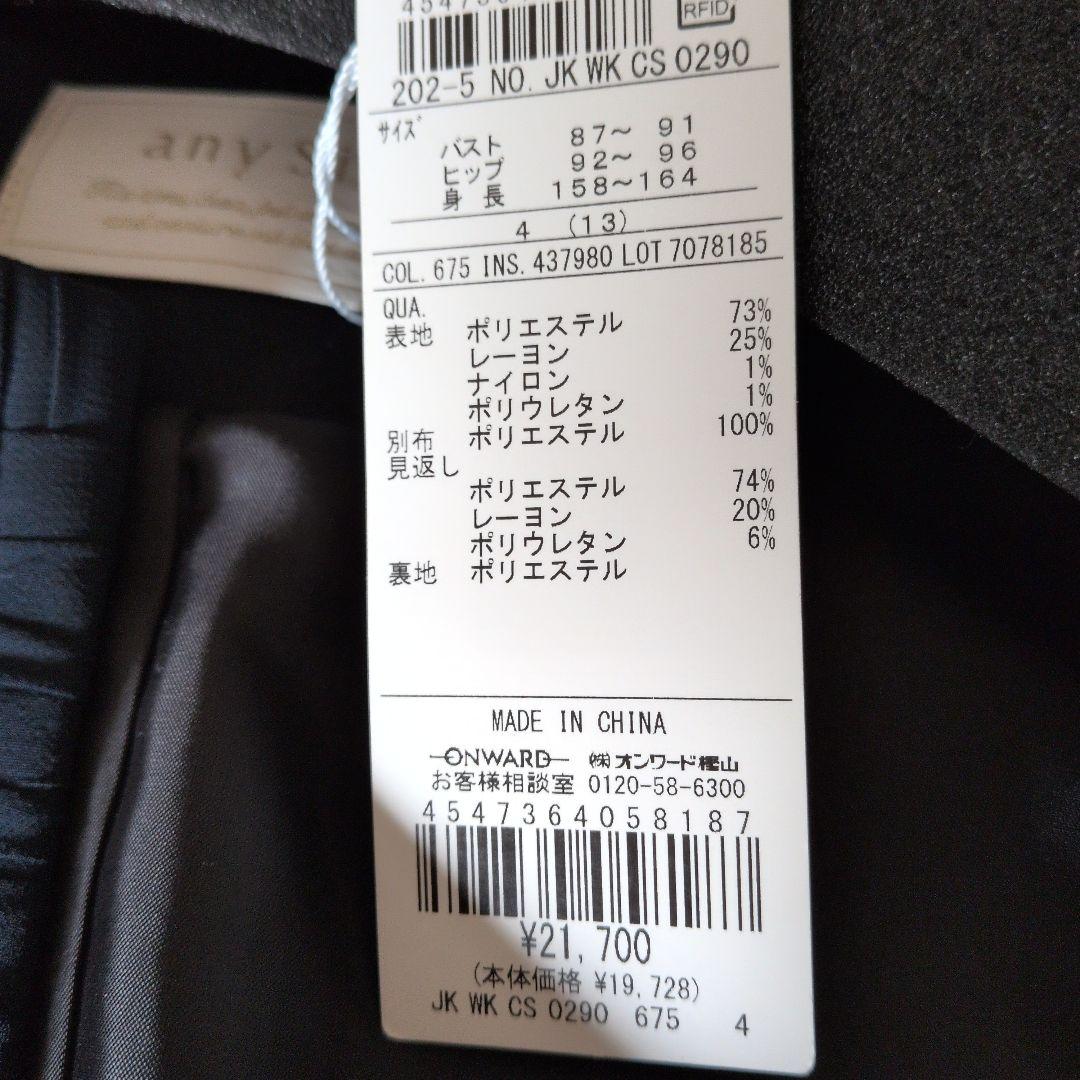 RFID
202-5 NO. JK WK CS 0290
サイズ
バスト 87～ 91
ヒップ 92～ 96
身 長 158～164
4 (13)
COL. 675 INS. 437980 LOT 7078185
QUA.
表地 ポリエステル 73%
レーヨン 25%
ナイロン 1%
ポリウレタン 1%
別布 ポリエステル 100%
見返し
ポリエステル 74%
レーヨン 20%
ポリウレタン 6%
裏地 ポリエステル
MADE IN CHINA
ONWARD ㈱オンワード樫山
お客様相談室 0120-58-6300
4547364058187
¥21,700
(本体価格 ¥19,728)
JK WK CS 0290 675 4
any